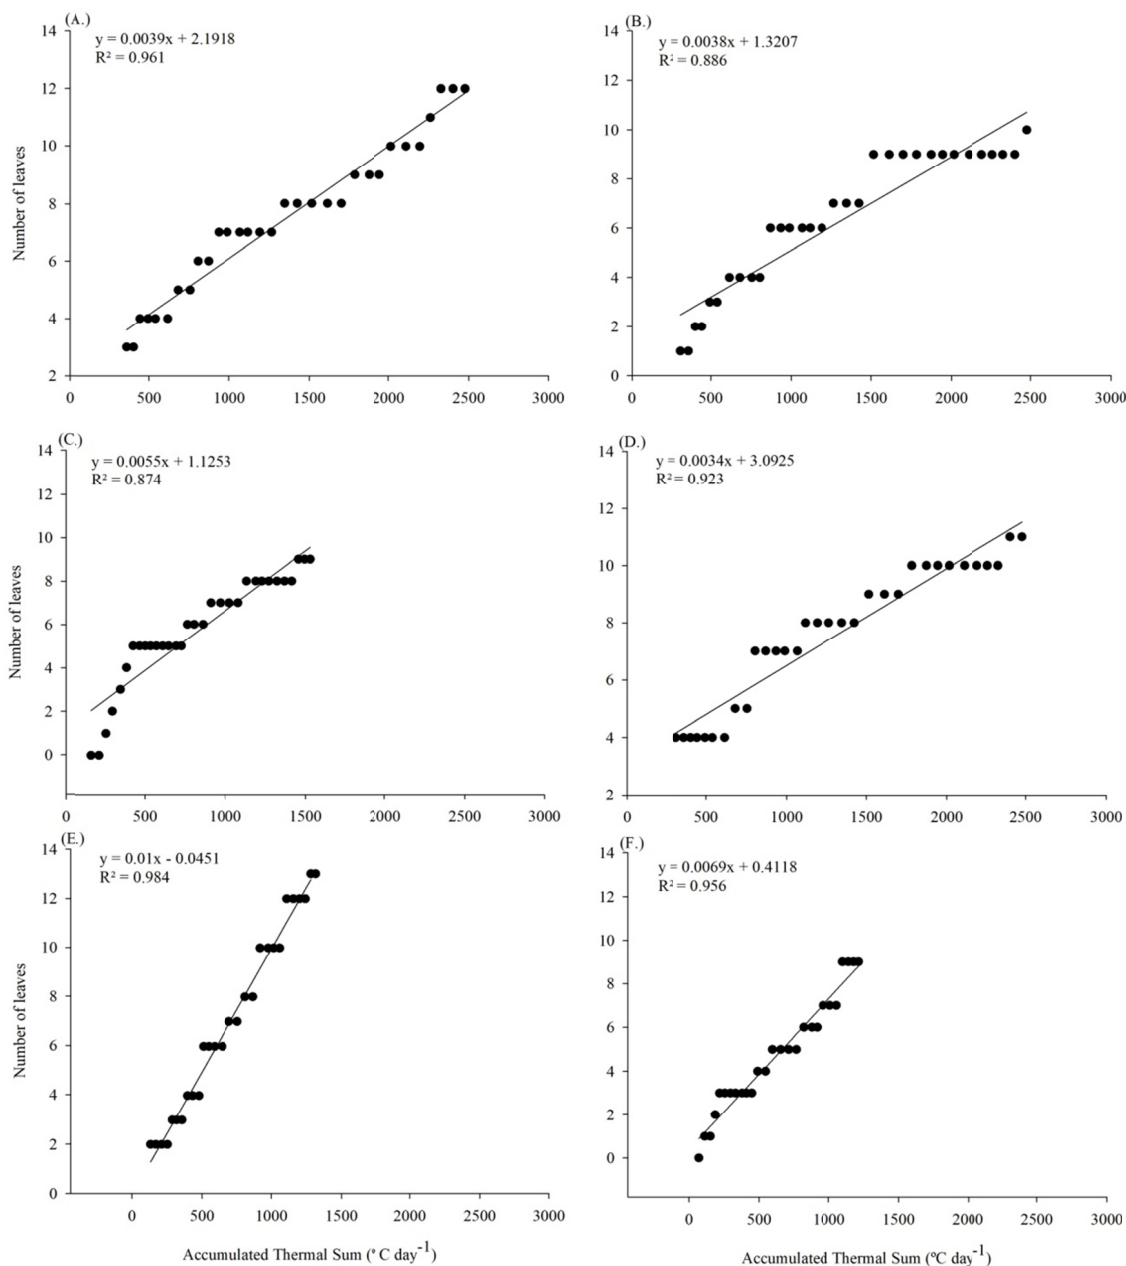 (A.)
y = 0.0039x + 2.1918
R² = 0.961
14
12
10
8
6
4
2
Number of leaves
0 500 1000 1500 2000 2500 3000
(B.)
y = 0.0038x + 1.3207
R² = 0.886
14
12
10
8
6
4
2
0
0 500 1000 1500 2000 2500 3000
(C.)
y = 0.0055x + 1.1253
R² = 0.874
14
12
10
8
6
4
2
0
Number of leaves
0 500 1000 1500 2000 2500 3000
(D.)
y = 0.0034x + 3.0925
R² = 0.923
14
12
10
8
6
4
2
0 500 1000 1500 2000 2500 3000
(E.)
y = 0.01x - 0.0451
R² = 0.984
14
12
10
8
6
4
2
0
Number of leaves
0 500 1000 1500 2000 2500 3000
Accumulated Thermal Sum (° C day⁻¹)
(F.)
y = 0.0069x + 0.4118
R² = 0.956
14
12
10
8
6
4
2
0
0 500 1000 1500 2000 2500 3000
Accumulated Thermal Sum (ºC day⁻¹)